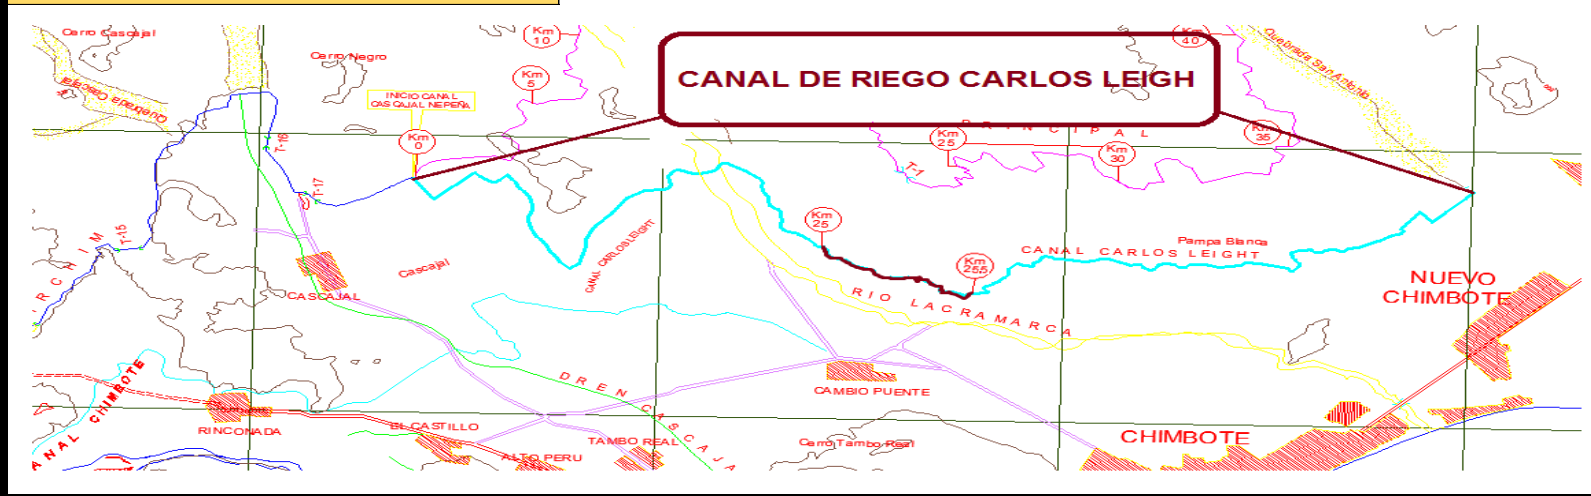 Cerro Cascajal
Km
10
Km
40
Quebrada San Antonio
Cerro Negro
CANAL DE RIEGO CARLOS LEIGH
Km
5
Quebrada Cascajal
INICIO CANAL
CASCAJAL NEPEÑA
Km
0
T-16
Km
25
PRINCIPAL
Km
30
Km
35
T-1
T-17
Km
25
T-15
CANAL CARLOS LEIGHT
Pampa Blanca
CANAL CARLOS LEIGHT
Cascajal
Km
255
NUEVO
CHIMBOTE
CASCAJAL
RIO LACRAMARCA
CANAL CHIMBOTE
DREN CASCAJA
CAMBIO PUENTE
RINCONADA
EL CASTILLO
TAMBO REAL
Cerro Tambo Real
CHIMBOTE
ALTO PERU